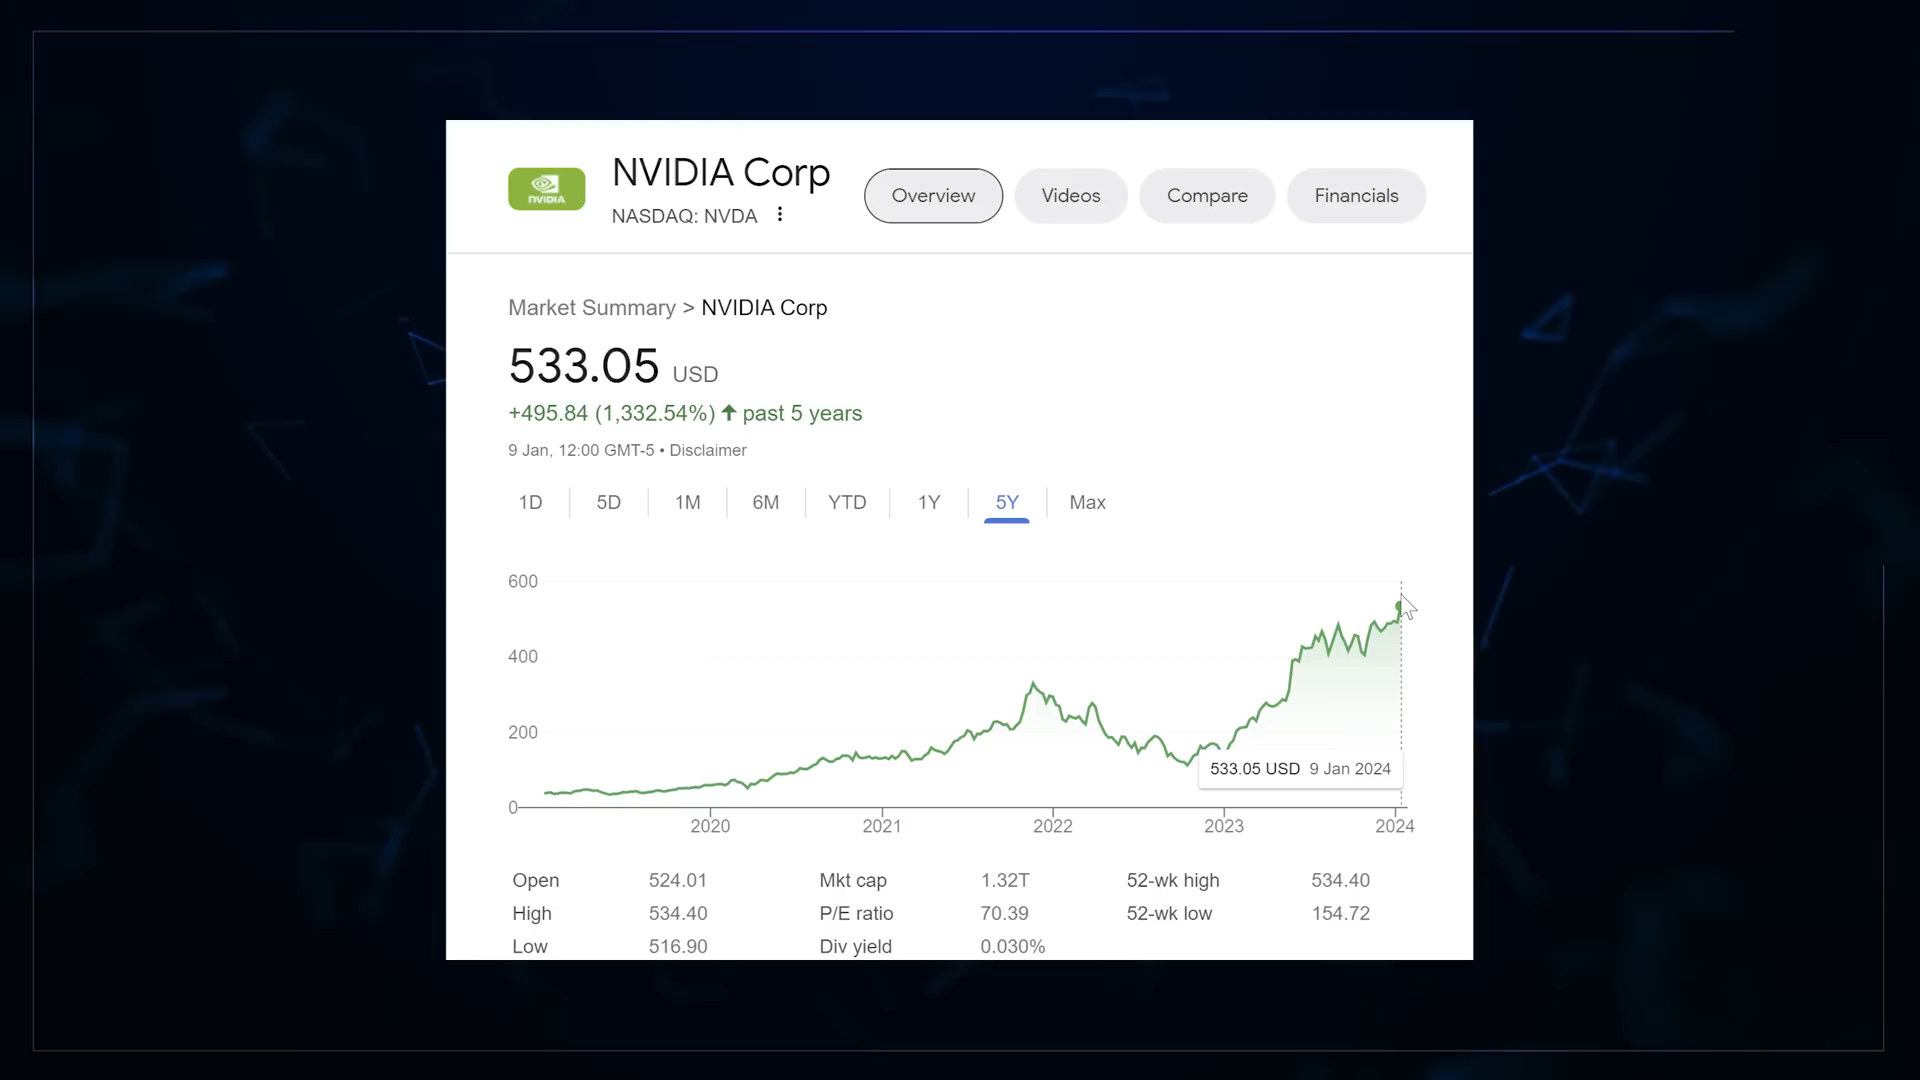 NVIDIA
NVIDIA Corp
NASDAQ: NVDA
Overview
Videos
Compare
Financials
Market Summary > NVIDIA Corp
533.05 USD
+495.84 (1,332.54%) ↑ past 5 years
9 Jan, 12:00 GMT-5 • Disclaimer
1D 5D 1M 6M YTD 1Y 5Y Max
600
400
200
0
533.05 USD 9 Jan 2024
2020 2021 2022 2023 2024
Open 524.01 Mkt cap 1.32T 52-wk high 534.40
High 534.40 P/E ratio 70.39 52-wk low 154.72
Low 516.90 Div yield 0.030%